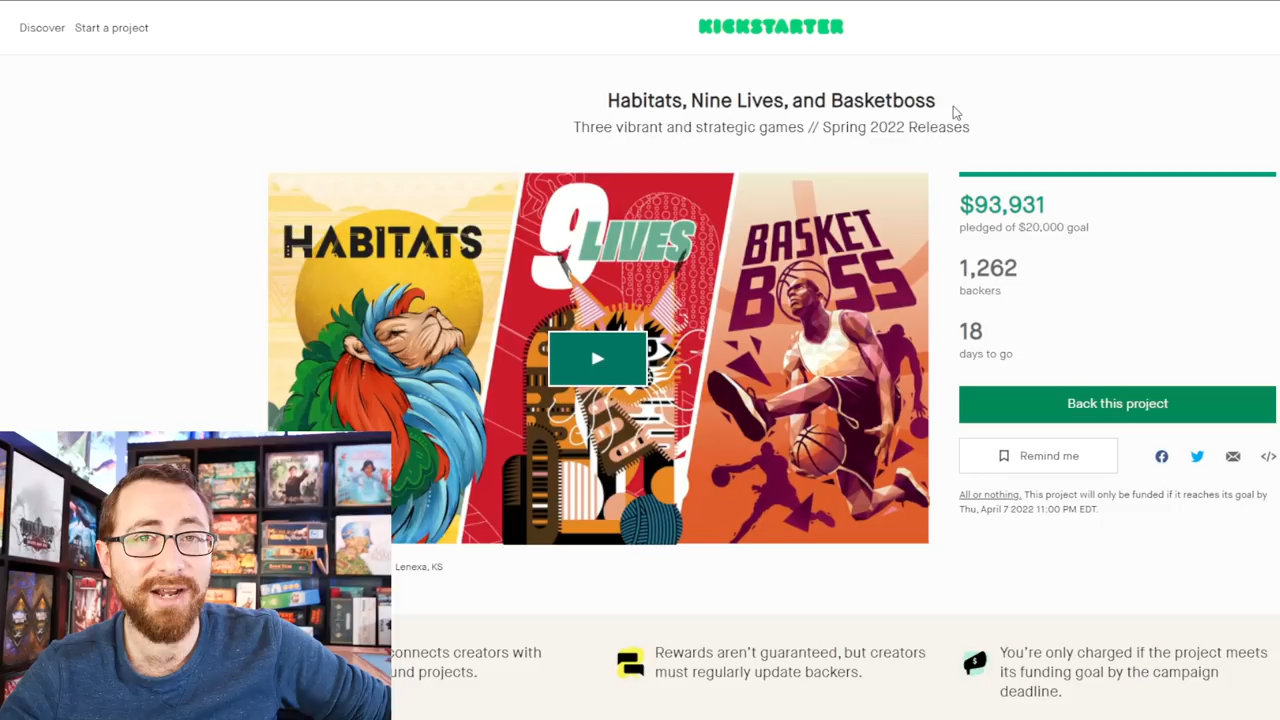 Discover Start a project
KICKSTARTER
Habitats, Nine Lives, and Basketboss
Three vibrant and strategic games // Spring 2022 Releases
HABITATS
9
LIVES
BASKET
BOSS
$93,931
pledged of $20,000 goal
1,262
backers
18
days to go
Back this project
Remind me
All or nothing. This project will only be funded if it reaches its goal by
Thu, April 7 2022 11:00 PM EDT.
Lenexa, KS
connects creators with
und projects.
Rewards aren't guaranteed, but creators
must regularly update backers.
You're only charged if the project meets
its funding goal by the campaign
deadline.